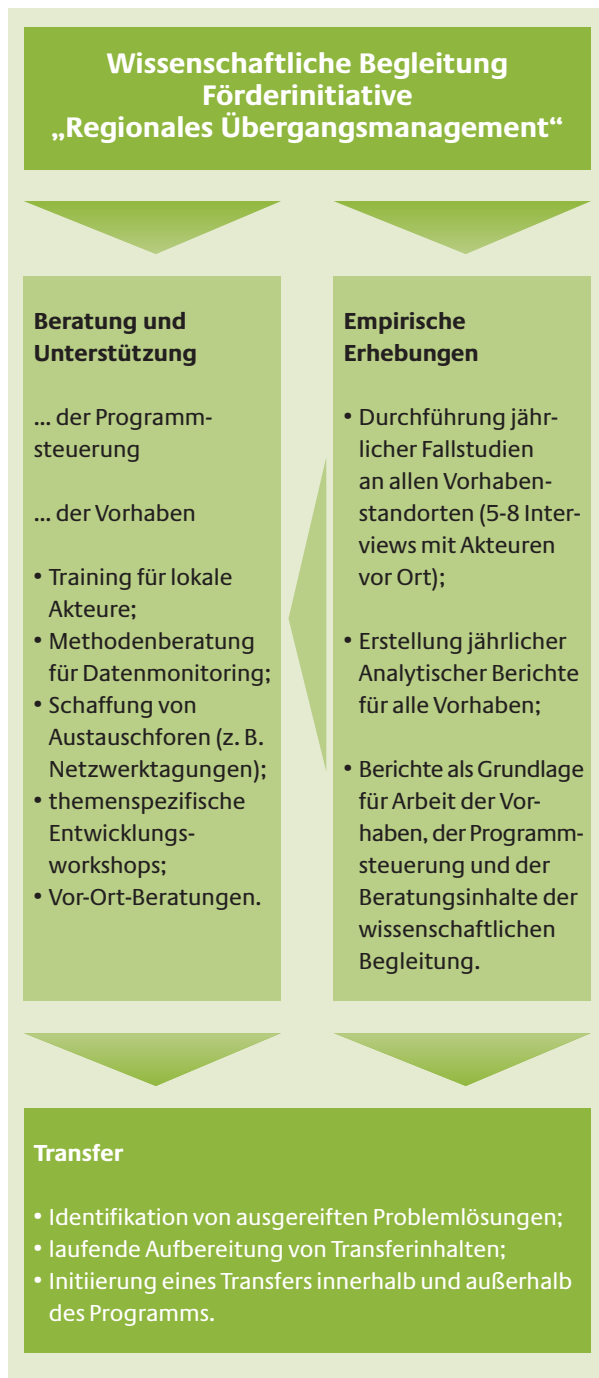 Wissenschaftliche Begleitung
Förderinitiative
„Regionales Übergangsmanagement“
Beratung und
Unterstützung
... der Programm-
steuerung
... der Vorhaben
• Training für lokale
Akteure;
• Methodenberatung
für Datenmonitoring;
• Schaffung von
Austauschforen (z. B.
Netzwerktagungen);
• themenspezifische
Entwicklungs-
workshops;
• Vor-Ort-Beratungen.
Empirische
Erhebungen
• Durchführung jähr-
licher Fallstudien
an allen Vorhaben-
standorten (5-8 Inter-
views mit Akteuren
vor Ort);
• Erstellung jährlicher
Analytischer Berichte
für alle Vorhaben;
• Berichte als Grundlage
für Arbeit der Vor-
haben, der Programm-
steuerung und der
Beratungsinhalte der
wissenschaftlichen
Begleitung.
Transfer
• Identifikation von ausgereiften Problemlösungen;
• laufende Aufbereitung von Transferinhalten;
• Initiierung eines Transfers innerhalb und außerhalb
des Programms.